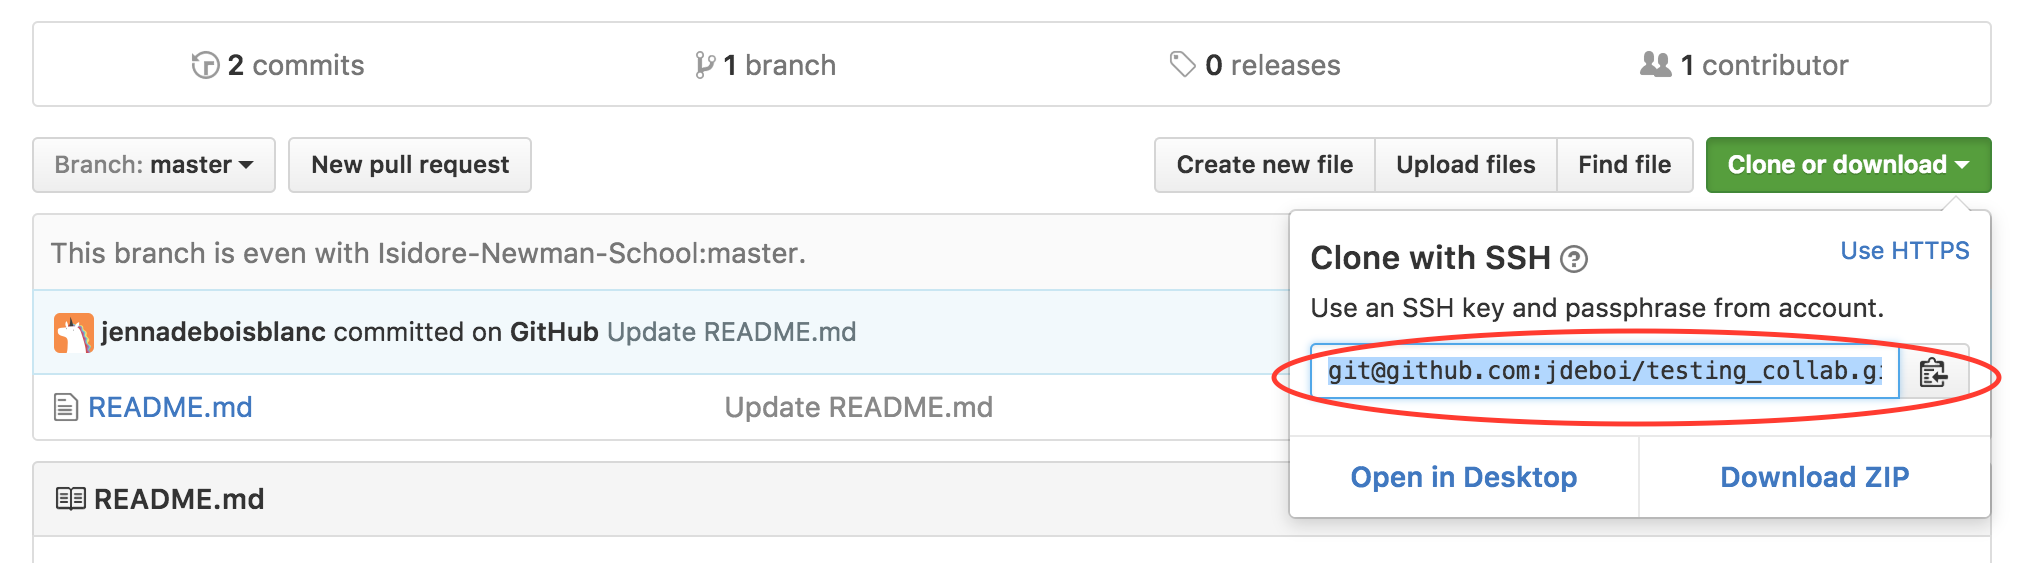 2 commits 1 branch 0 releases 1 contributor
Branch: master New pull request Create new file Upload files Find file Clone or download
This branch is even with Isidore-Newman-School:master.
Clone with SSH ? Use HTTPS
Use an SSH key and passphrase from account.
jennadeboisblanc committed on GitHub Update README.md
git@github.com:jdeboi/testing_collab.gi
README.md Update README.md
Open in Desktop Download ZIP
README.md